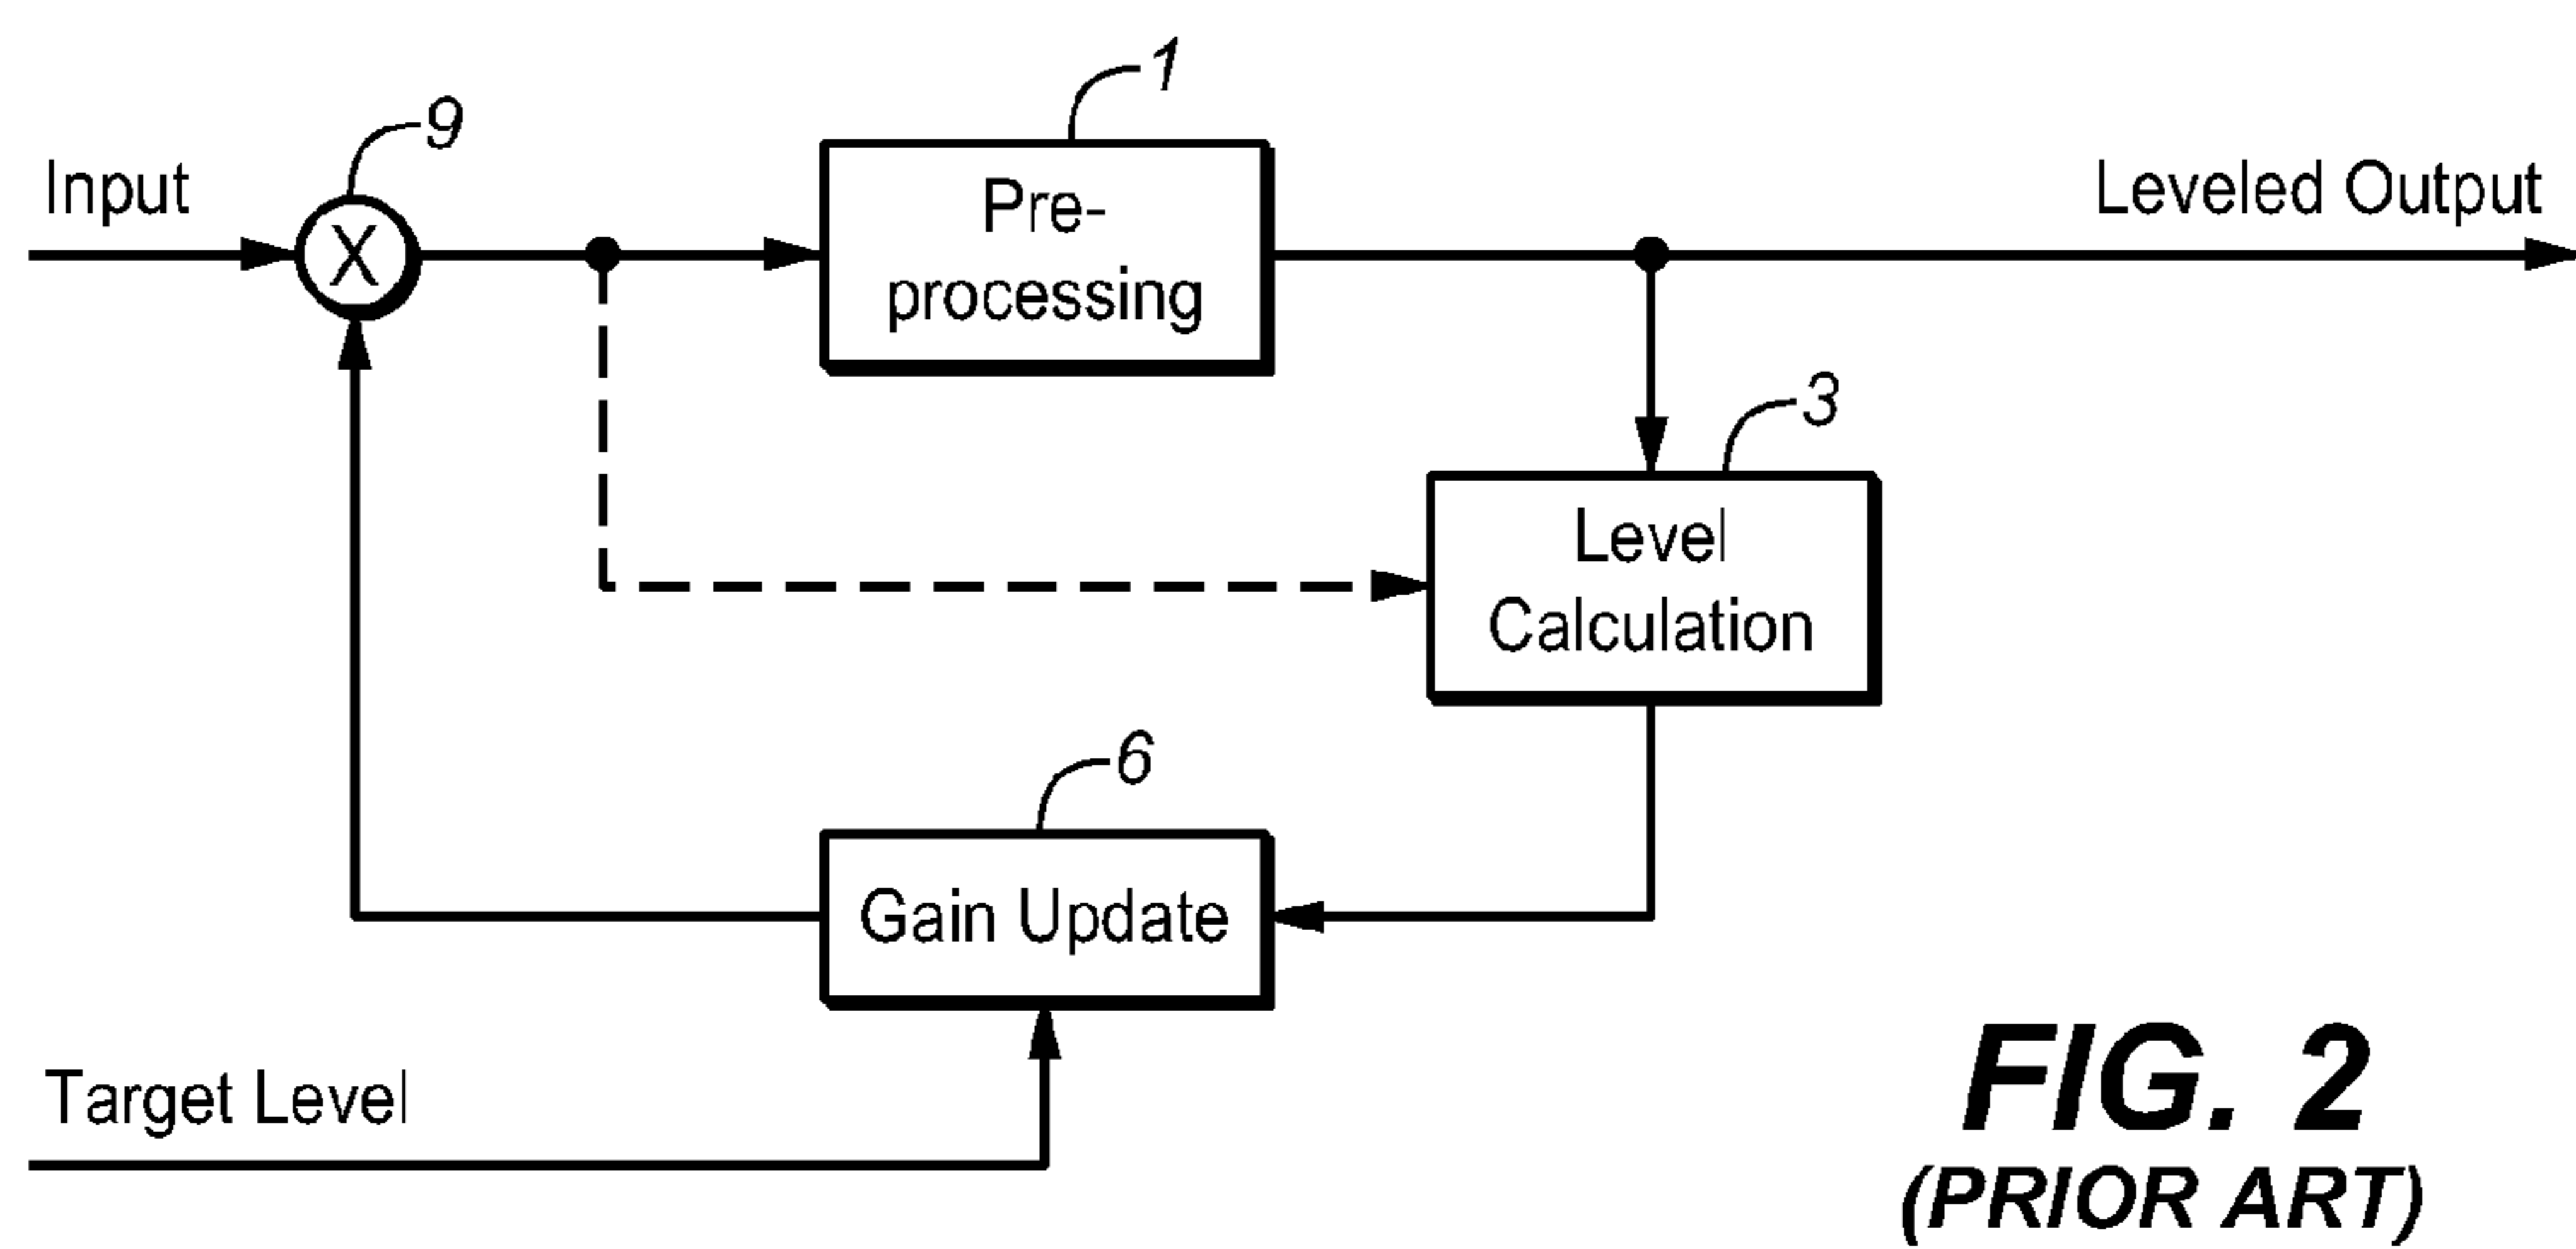 1
9
Input
X
Pre-
processing
Leveled Output
3
Level
Calculation
6
Gain Update
Target Level
FIG. 2
(PRIOR ART)